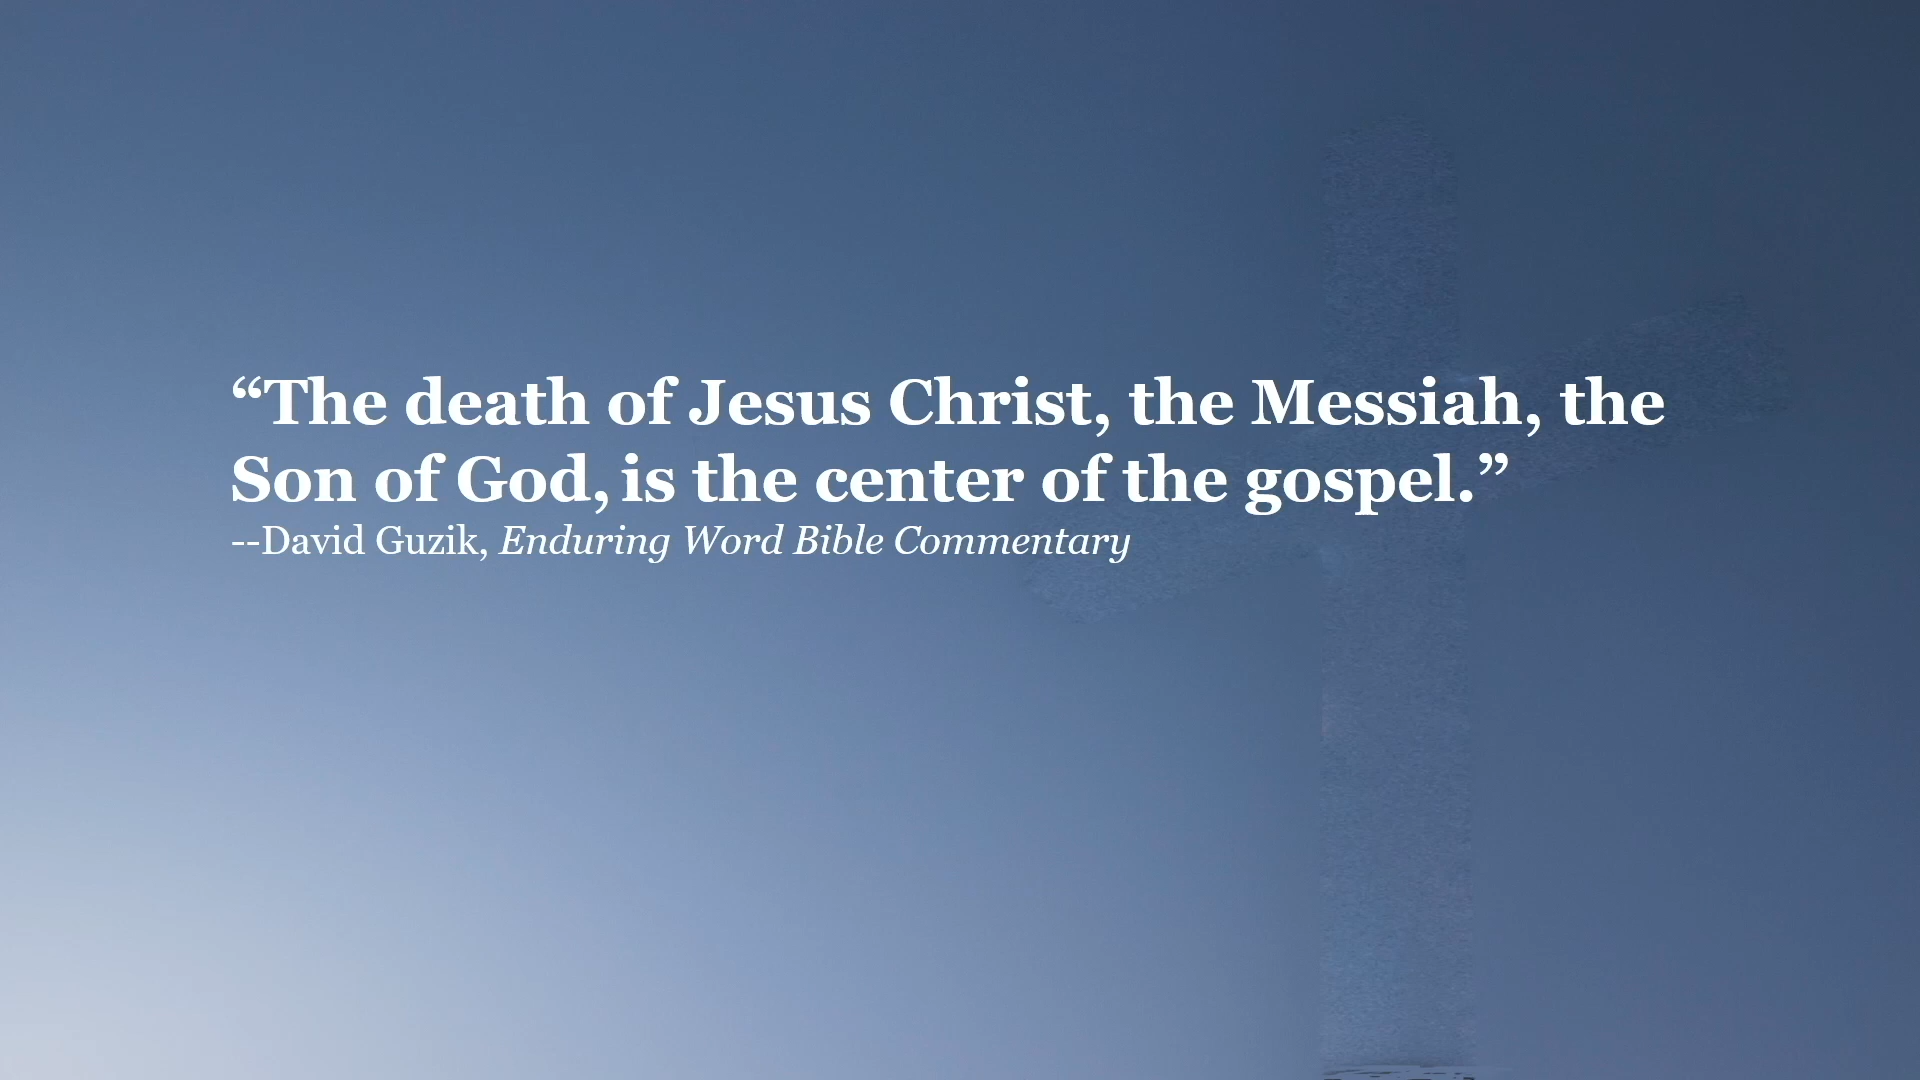 “The death of Jesus Christ, the Messiah, the
Son of God, is the center of the gospel.”
--David Guzik, Enduring Word Bible Commentary